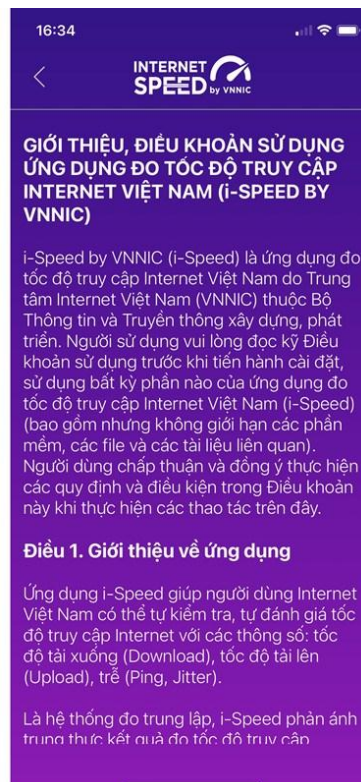 16:34
INTERNET
SPEED by VNNIC
GIỚI THIỆU, ĐIỀU KHOẢN SỬ DỤNG
ỨNG DỤNG ĐO TỐC ĐỘ TRUY CẬP
INTERNET VIỆT NAM (i-SPEED BY
VNNIC)
i-Speed by VNNIC (i-Speed) là ứng dụng đo
tốc độ truy cập Internet Việt Nam do Trung
tâm Internet Việt Nam (VNNIC) thuộc Bộ
Thông tin và Truyền thông xây dựng, phát
triển. Người sử dụng vui lòng đọc kỹ Điều
khoản sử dụng trước khi tiến hành cài đặt,
sử dụng bất kỳ phần nào của ứng dụng đo
tốc độ truy cập Internet Việt Nam (i-Speed)
(bao gồm nhưng không giới hạn các phần
mềm, các file và các tài liệu liên quan).
Người dùng chấp thuận và đồng ý thực hiện
các quy định và điều kiện trong Điều khoản
này khi thực hiện các thao tác trên đây.
Điều 1. Giới thiệu về ứng dụng
Ứng dụng i-Speed giúp người dùng Internet
Việt Nam có thể tự kiểm tra, tự đánh giá tốc
độ truy cập Internet với các thông số: tốc
độ tải xuống (Download), tốc độ tải lên
(Upload), trễ (Ping, Jitter).
Là hệ thống đo trung lập, i-Speed phản ánh
trung thực kết quả đo tốc độ truy cập